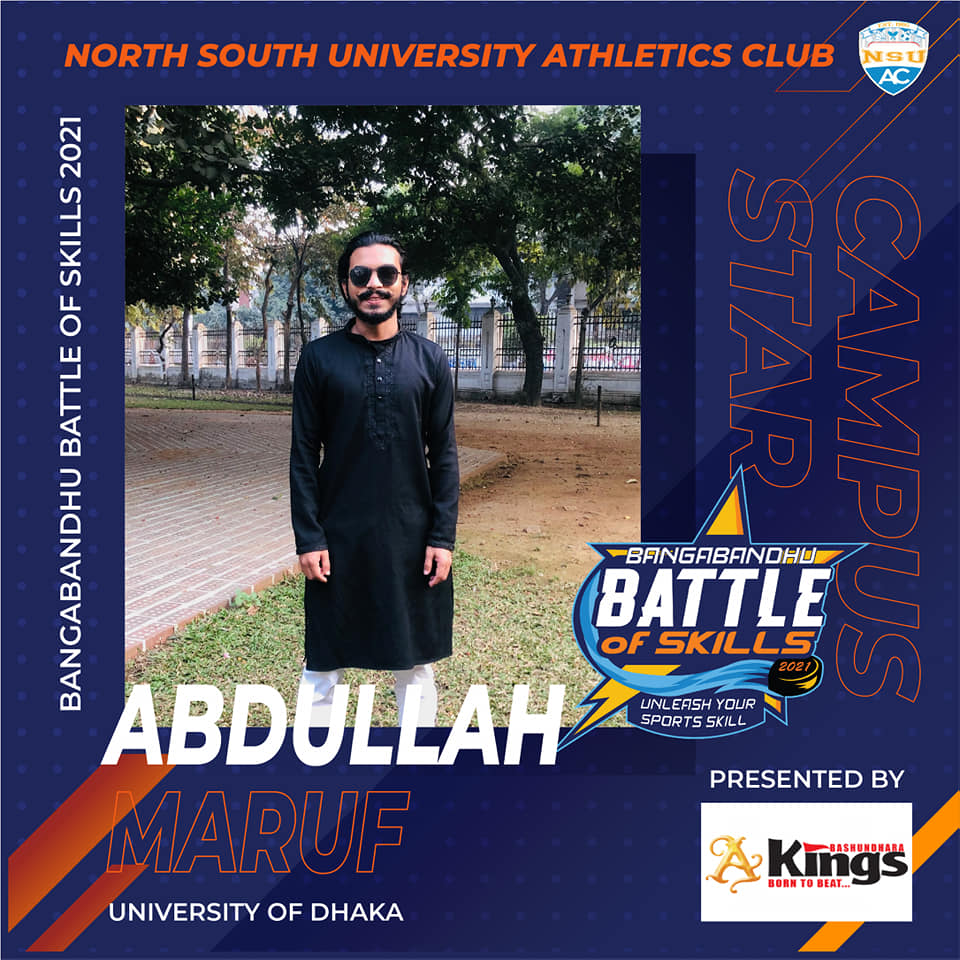 NORTH SOUTH UNIVERSITY ATHLETICS CLUB
NSU
AC
BANGABANDHU BATTLE OF SKILLS 2021
CAMPUS
STAR
BANGABANDHU
BATTLE
OF SKILLS
2021
UNLEASH YOUR
SPORTS SKILL
ABDULLAH
MARUF
UNIVERSITY OF DHAKA
PRESENTED BY
A
BASHUNDHARA
Kings
BORN TO BEAT...